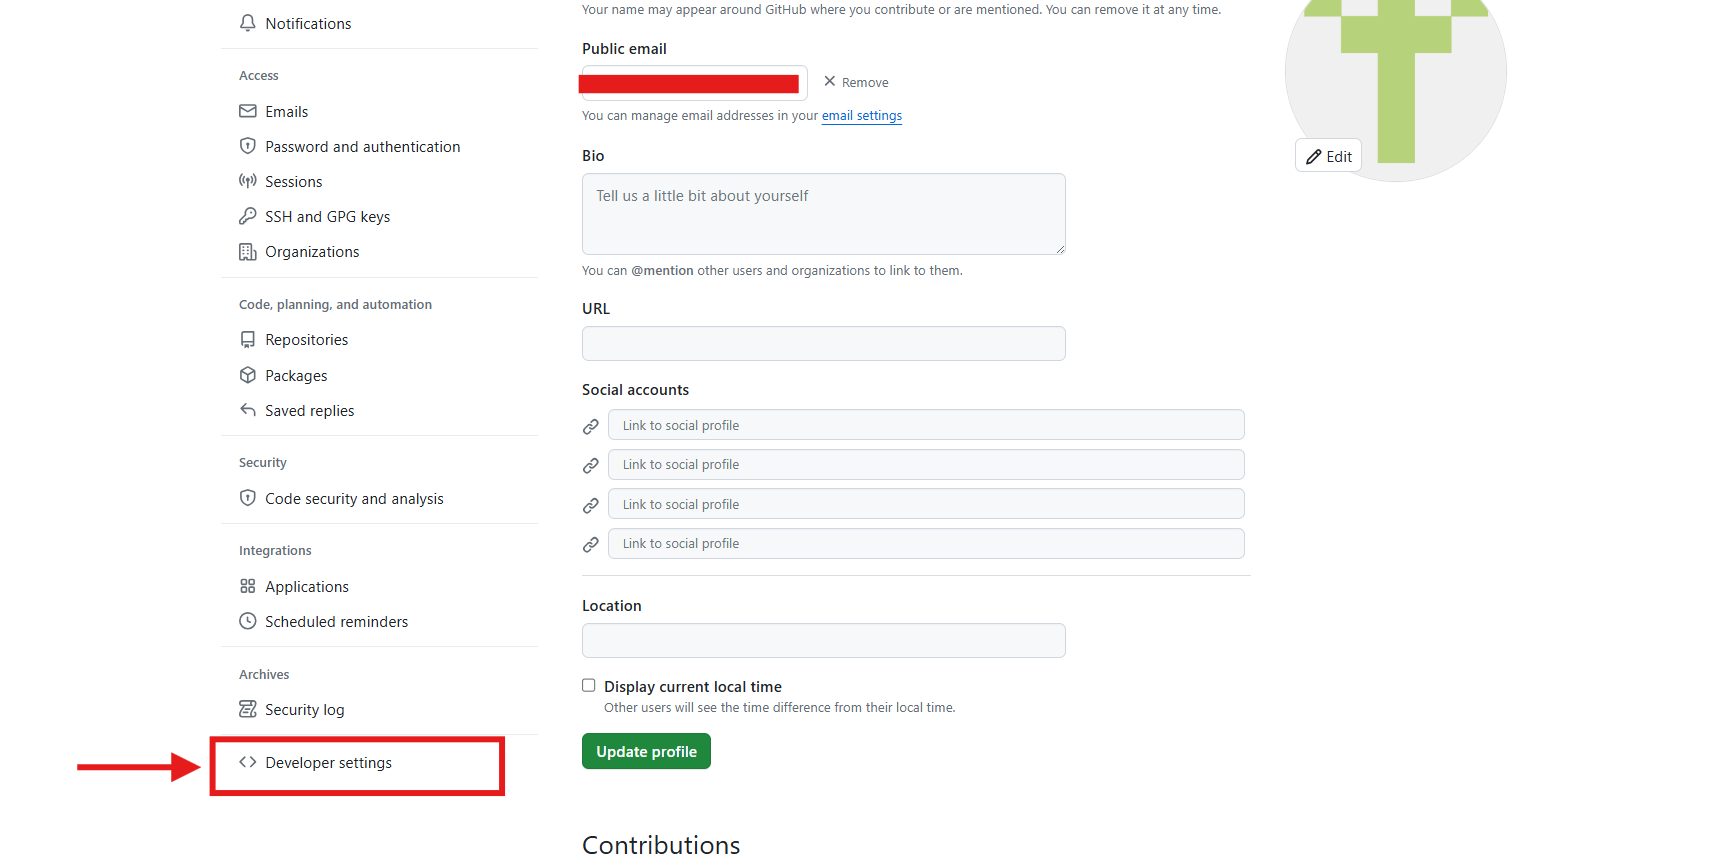 Notifications
Access
Emails
Password and authentication
Sessions
SSH and GPG keys
Organizations
Code, planning, and automation
Repositories
Packages
Saved replies
Security
Code security and analysis
Integrations
Applications
Scheduled reminders
Archives
Security log
Developer settings
Your name may appear around GitHub where you contribute or are mentioned. You can remove it at any time.
Public email
Remove
You can manage email addresses in your email settings
Bio
Tell us a little bit about yourself
You can @mention other users and organizations to link to them.
URL
Social accounts
Link to social profile
Link to social profile
Link to social profile
Link to social profile
Location
Display current local time
Other users will see the time difference from their local time.
Update profile
Contributions
Edit